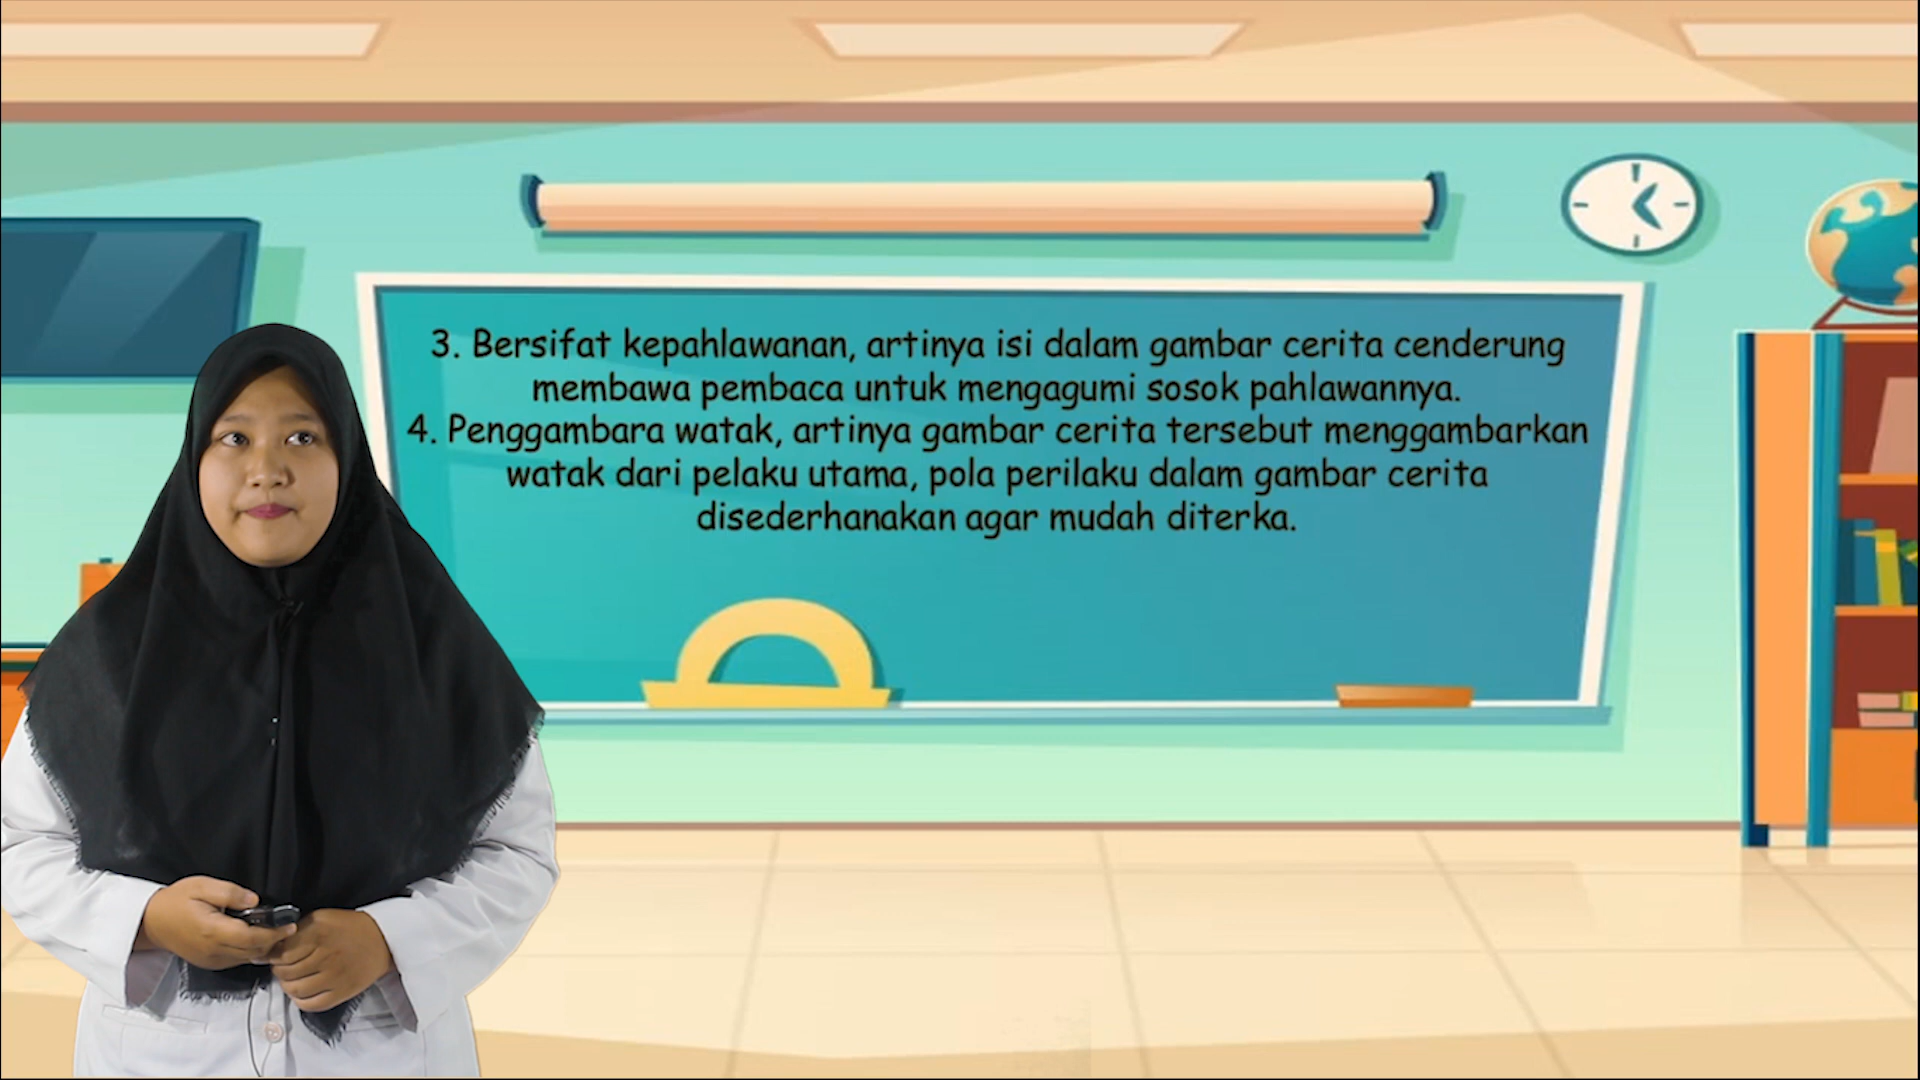 3. Bersifat kepahlawanan, artinya isi dalam gambar cerita cenderung
membawa pembaca untuk mengagumi sosok pahlawannya.
4. Penggambara watak, artinya gambar cerita tersebut menggambarkan
watak dari pelaku utama, pola perilaku dalam gambar cerita
disederhanakan agar mudah diterka.